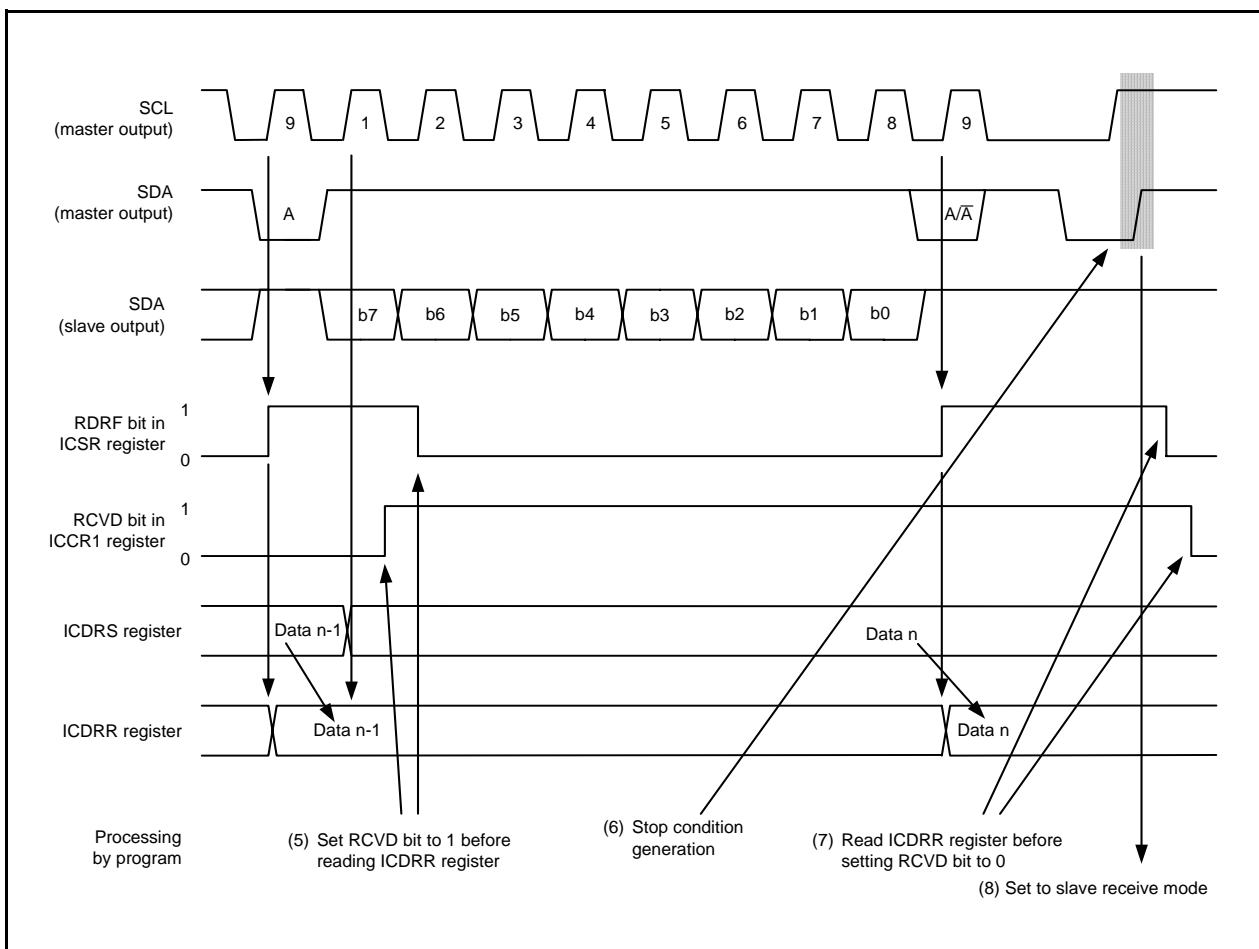 SCL
(master output)
9 1 2 3 4 5 6 7 8 9
SDA
(master output)
A A/A̅
SDA
(slave output)
b7 b6 b5 b4 b3 b2 b1 b0
RDRF bit in
ICSR register
1
0
RCVD bit in
ICCR1 register
1
0
ICDRS register
Data n-1 Data n
ICDRR register
Data n-1 Data n
Processing
by program
(5) Set RCVD bit to 1 before
reading ICDRR register
(6) Stop condition
generation
(7) Read ICDRR register before
setting RCVD bit to 0
(8) Set to slave receive mode